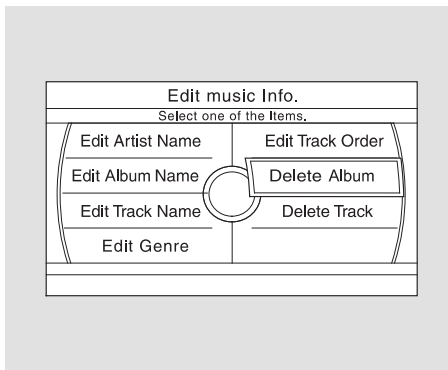 Edit music Info.
Select one of the Items.
Edit Artist Name
Edit Album Name
Edit Track Name
Edit Genre
Edit Track Order
Delete Album
Delete Track